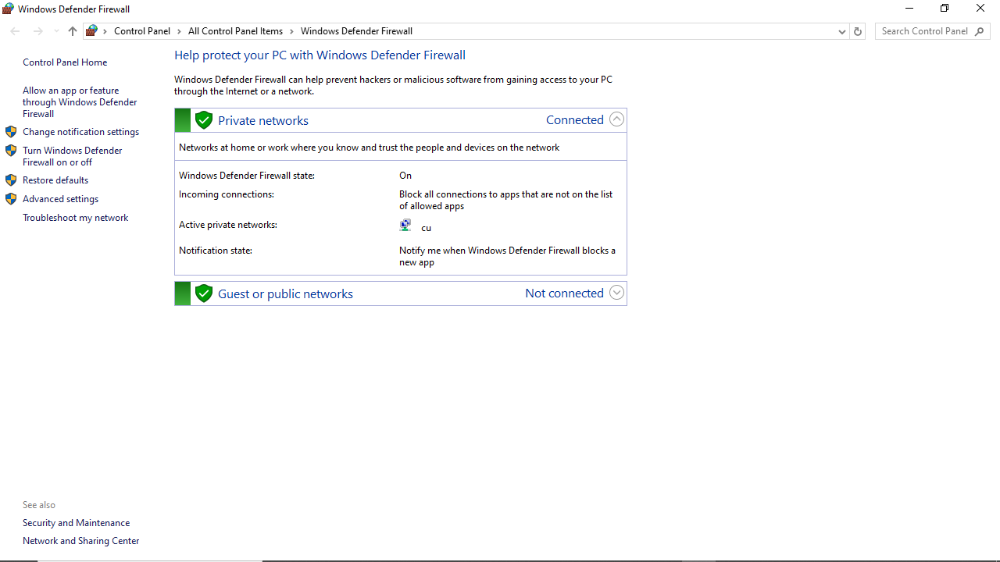 Windows Defender Firewall
Control Panel
All Control Panel Items
Windows Defender Firewall
Search Control Panel
Control Panel Home
Allow an app or feature
through Windows Defender
Firewall
Change notification settings
Turn Windows Defender
Firewall on or off
Restore defaults
Advanced settings
Troubleshoot my network
Help protect your PC with Windows Defender Firewall
Windows Defender Firewall can help prevent hackers or malicious software from gaining access to your PC
through the Internet or a network.
Private networks
Connected
Networks at home or work where you know and trust the people and devices on the network
Windows Defender Firewall state:
On
Incoming connections:
Block all connections to apps that are not on the list
of allowed apps
Active private networks:
cu
Notification state:
Notify me when Windows Defender Firewall blocks a
new app
Guest or public networks
Not connected
See also
Security and Maintenance
Network and Sharing Center